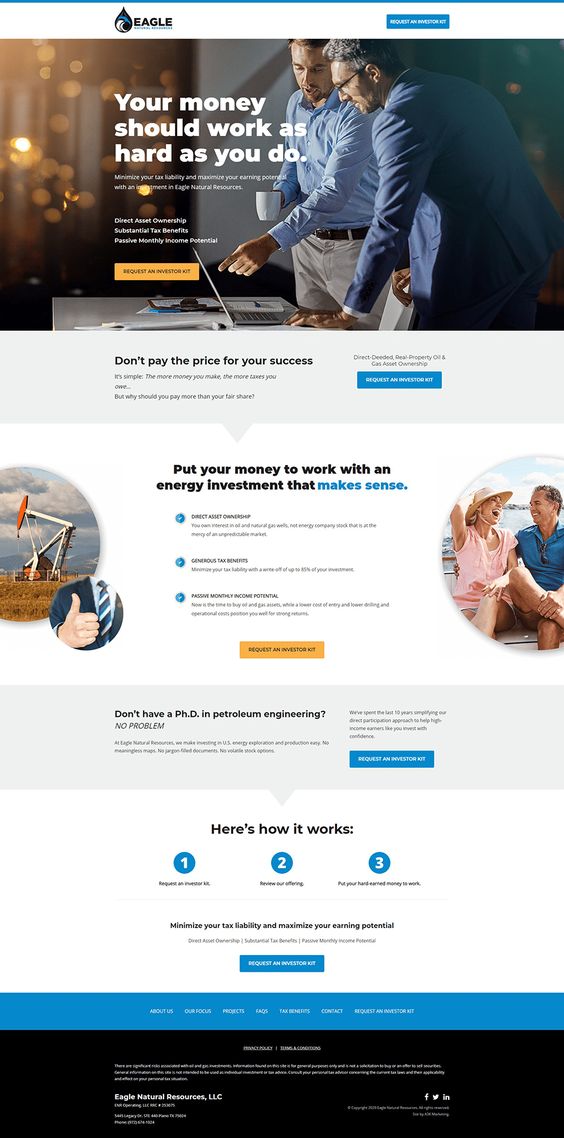 EAGLE
NATURAL RESOURCES
REQUEST AN INVESTOR KIT
Your money
should work as
hard as you do.
Minimize your tax liability and maximize your earning potential
with an investment in Eagle Natural Resources.
Direct Asset Ownership
Substantial Tax Benefits
Passive Monthly Income Potential
REQUEST AN INVESTOR KIT
Don't pay the price for your success
It's simple: The more money you make, the more taxes you
owe...
But why should you pay more than your fair share?
Direct-Deeded, Real-Property Oil &
Gas Asset Ownership
REQUEST AN INVESTOR KIT
Put your money to work with an
energy investment that makes sense.
DIRECT ASSET OWNERSHIP
You own interest in oil and natural gas wells, not energy company stock that is at the
mercy of an unpredictable market.
GENEROUS TAX BENEFITS
Minimize your tax liability with a write-off of up to 85% of your investment.
PASSIVE MONTHLY INCOME POTENTIAL
Now is the time to buy oil and gas assets, while a lower cost of entry and lower drilling and
operational costs position you well for strong returns.
REQUEST AN INVESTOR KIT
Don't have a Ph.D. in petroleum engineering?
NO PROBLEM
At Eagle Natural Resources, we make investing in U.S. energy exploration and production easy. No
meaningless maps. No jargon-filled documents. No volatile stock options.
We've spent the last 10 years simplifying our
direct participation approach to help high-
income earners like you invest with
confidence.
REQUEST AN INVESTOR KIT
Here's how it works:
1
2
3
Request an investor kit.
Review our offering.
Put your hard-earned money to work.
Minimize your tax liability and maximize your earning potential
Direct Asset Ownership | Substantial Tax Benefits | Passive Monthly Income Potential
REQUEST AN INVESTOR KIT
ABOUT US OUR FOCUS PROJECTS FAQS TAX BENEFITS CONTACT REQUEST AN INVESTOR KIT
PRIVACY POLICY | TERMS & CONDITIONS
There are significant risks associated with oil and gas investments. Information found on this site is for general purposes only and is not a solicitation to buy or an offer to sell securities.
General information on this site is not intended to be used as individual investment or tax advice. Consult your personal tax advisor concerning the current tax laws and their applicability
and effect on your personal tax situation.
Eagle Natural Resources, LLC
ENR Operating, LLC RRC # 253075
5445 Legacy Dr. STE 440 Plano TX 75024
Phone: (972) 674-1024
© Copyright 2020 Eagle Natural Resources. All rights reserved.
Site by A3K Marketing.